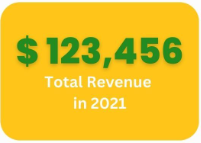 $ 123,456
Total Revenue
in 2021